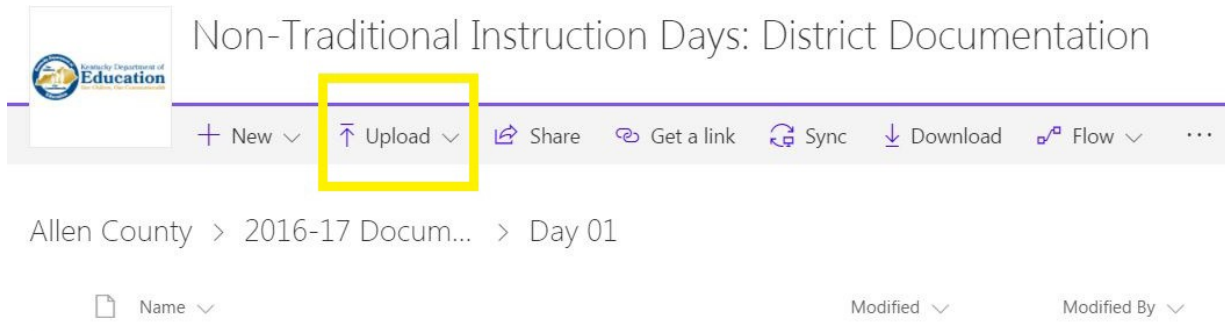 Non-Traditional Instruction Days: District Documentation
Kentucky Department of
Education
New Upload Share Get a link Sync Download Flow ...
Allen County > 2016-17 Docum... > Day 01
Name Modified Modified By